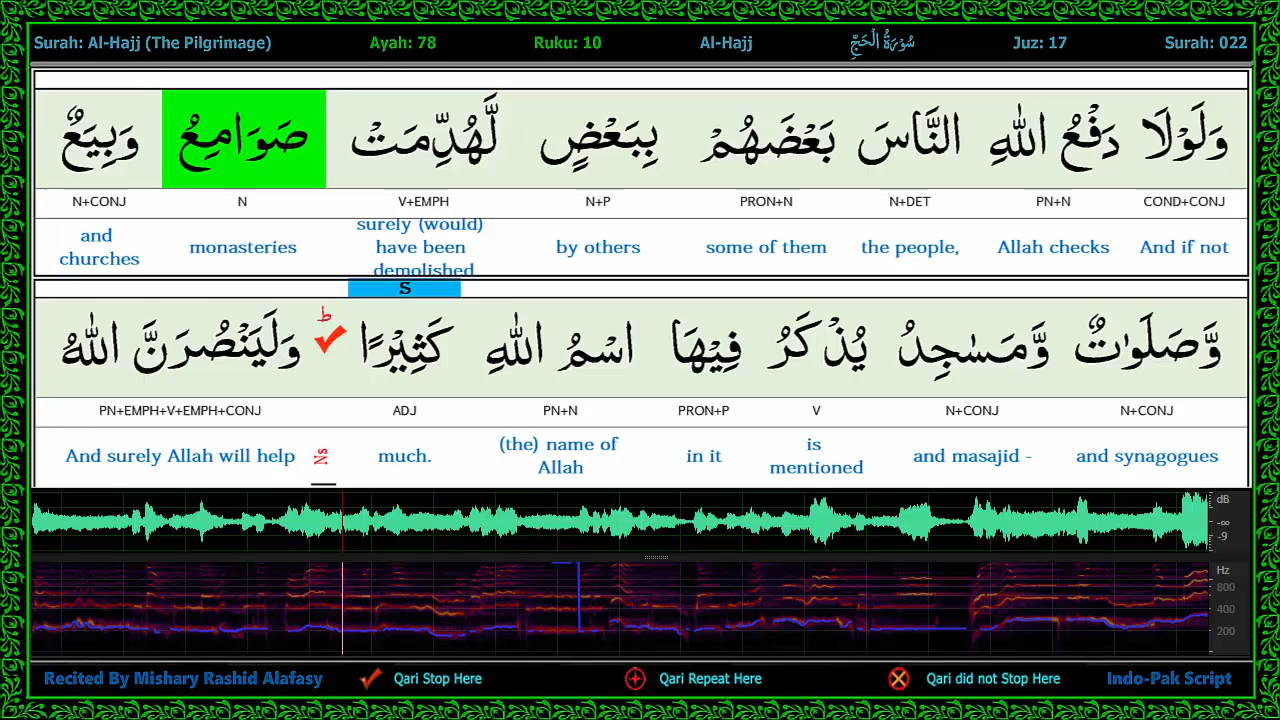 Surah: Al-Hajj (The Pilgrimage) Ayah: 78 Ruku: 10 Al-Hajj سُوْرَةُ الْحَجِّ Juz: 17 Surah: 022
وَلَوْلَا دَفْعُ اللّٰهِ النَّاسَ بَعْضَهُمْ بِبَعْضٍ لَّهُدِّمَتْ صَوَامِعُ وَبِيَعٌ
N+CONJ N V+EMPH N+P PRON+N N+DET PN+N COND+CONJ
and churches monasteries surely (would) have been demolished by others some of them the people, Allah checks And if not
S
وَّصَلَوٰتٌ وَّمَسٰجِدُ يُذْكَرُ فِيْهَا اسْمُ اللّٰهِ كَثِيْرًا ط وَلَيَنْصُرَنَّ اللّٰهُ
PN+EMPH+V+EMPH+CONJ ADJ PN+N PRON+P V N+CONJ N+CONJ
And surely Allah will help Ns much. (the) name of Allah in it is mentioned and masajid - and synagogues
dB
-∞
-9
Hz
800
400
200
Recited By Mishary Rashid Alafasy Qari Stop Here Qari Repeat Here Qari did not Stop Here Indo-Pak Script